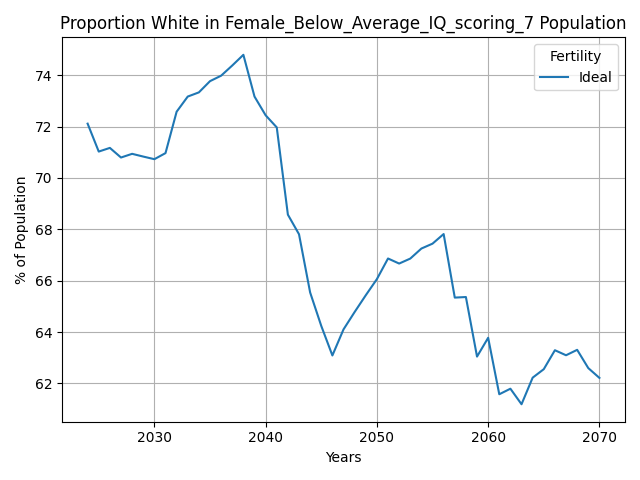 Proportion White in Female_Below_Average_IQ_scoring_7 Population
Fertility
Ideal
% of Population
74
72
70
68
66
64
62
2030 2040 2050 2060 2070
Years